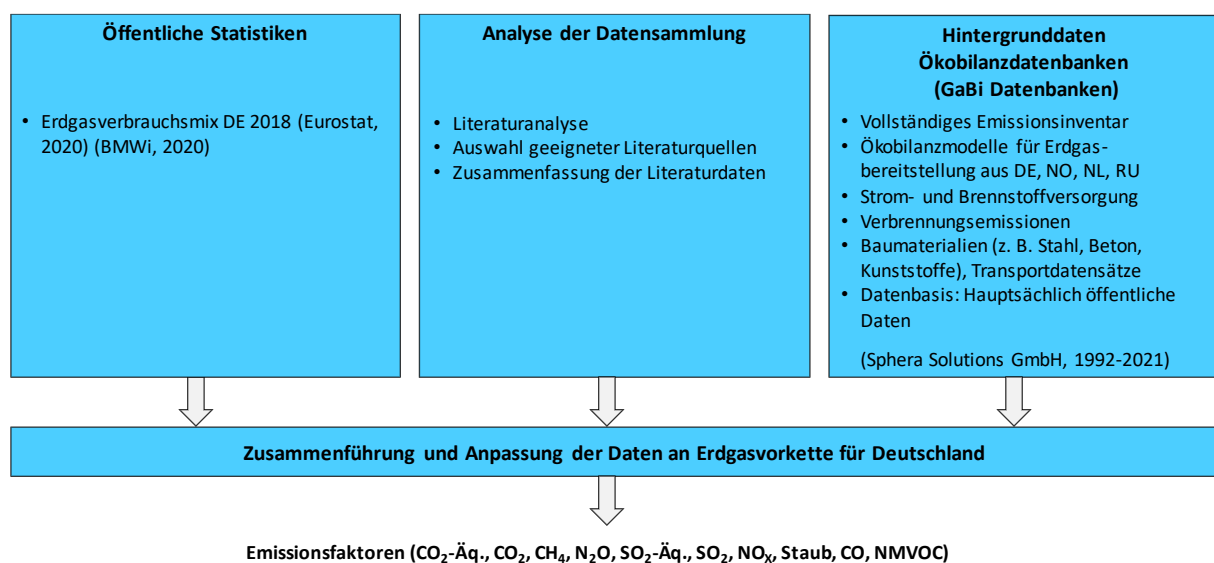 Öffentliche Statistiken
• Erdgasverbrauchsmix DE 2018 (Eurostat,
2020) (BMWi, 2020)
Analyse der Datensammlung
• Literaturanalyse
• Auswahl geeigneter Literaturquellen
• Zusammenfassung der Literaturdaten
Hintergrunddaten
Ökobilanzdatenbanken
(GaBi Datenbanken)
• Vollständiges Emissionsinventar
• Ökobilanzmodelle für Erdgas-
bereitstellung aus DE, NO, NL, RU
• Strom- und Brennstoffversorgung
• Verbrennungsemissionen
• Baumaterialien (z. B. Stahl, Beton,
Kunststoffe), Transportdatensätze
• Datenbasis: Hauptsächlich öffentliche
Daten
(Sphera Solutions GmbH, 1992-2021)
Zusammenführung und Anpassung der Daten an Erdgasvorkette für Deutschland
Emissionsfaktoren (CO₂-Äq., CO₂, CH₄, N₂O, SO₂-Äq., SO₂, NOₓ, Staub, CO, NMVOC)